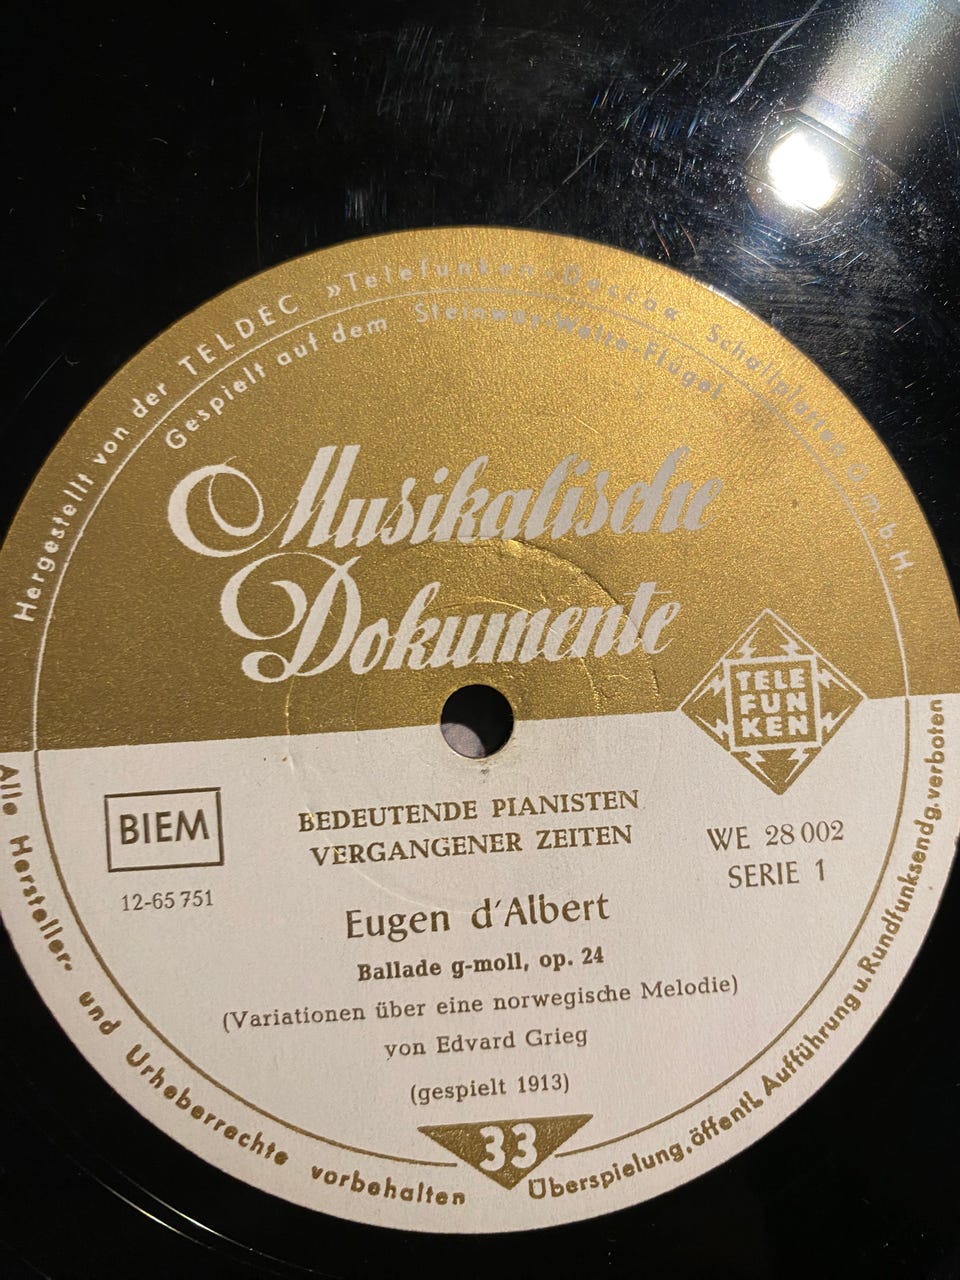 Hergestellt von der TELDEC »Telefunken-Decca« Schallplatten G.m.b.H.
Gespielt auf dem Steinway-Welte-Flügel
Musikalische
Dokumente
TELE
FUN
KEN
BIEM
12-65 751
BEDEUTENDE PIANISTEN
VERGANGENER ZEITEN
WE 28 002
SERIE 1
Eugen d'Albert
Ballade g-moll, op. 24
(Variationen über eine norwegische Melodie)
von Edvard Grieg
(gespielt 1913)
33
Alle Hersteller- und Urheberrechte vorbehalten
Überspielung, öffentl. Aufführung u. Rundfunksendg. verboten